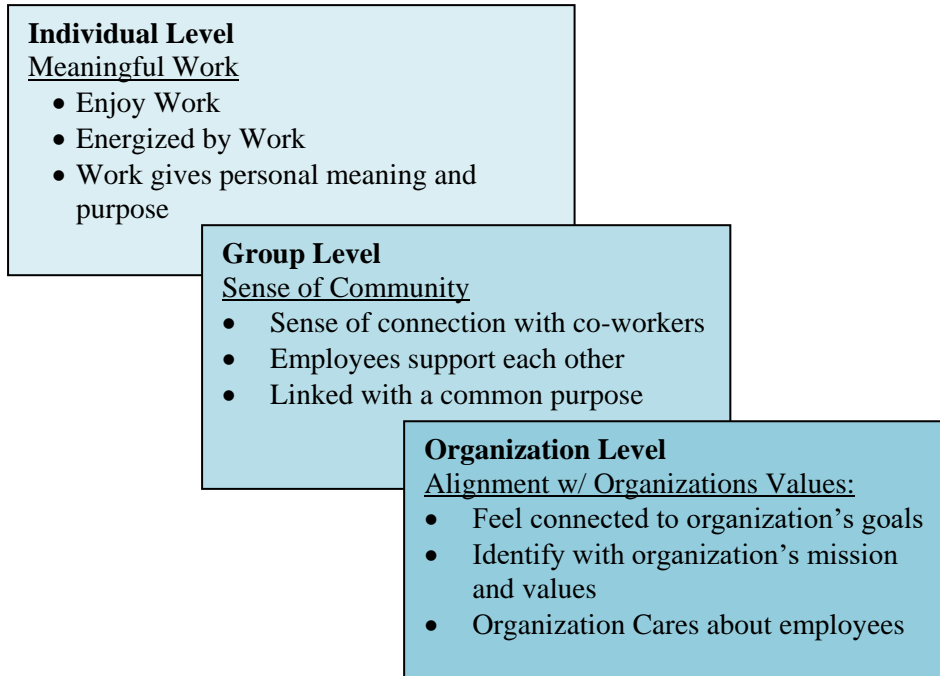 Individual Level
Meaningful Work
• Enjoy Work
• Energized by Work
• Work gives personal meaning and
purpose
Group Level
Sense of Community
• Sense of connection with co-workers
• Employees support each other
• Linked with a common purpose
Organization Level
Alignment w/ Organizations Values:
• Feel connected to organization’s goals
• Identify with organization’s mission
and values
• Organization Cares about employees